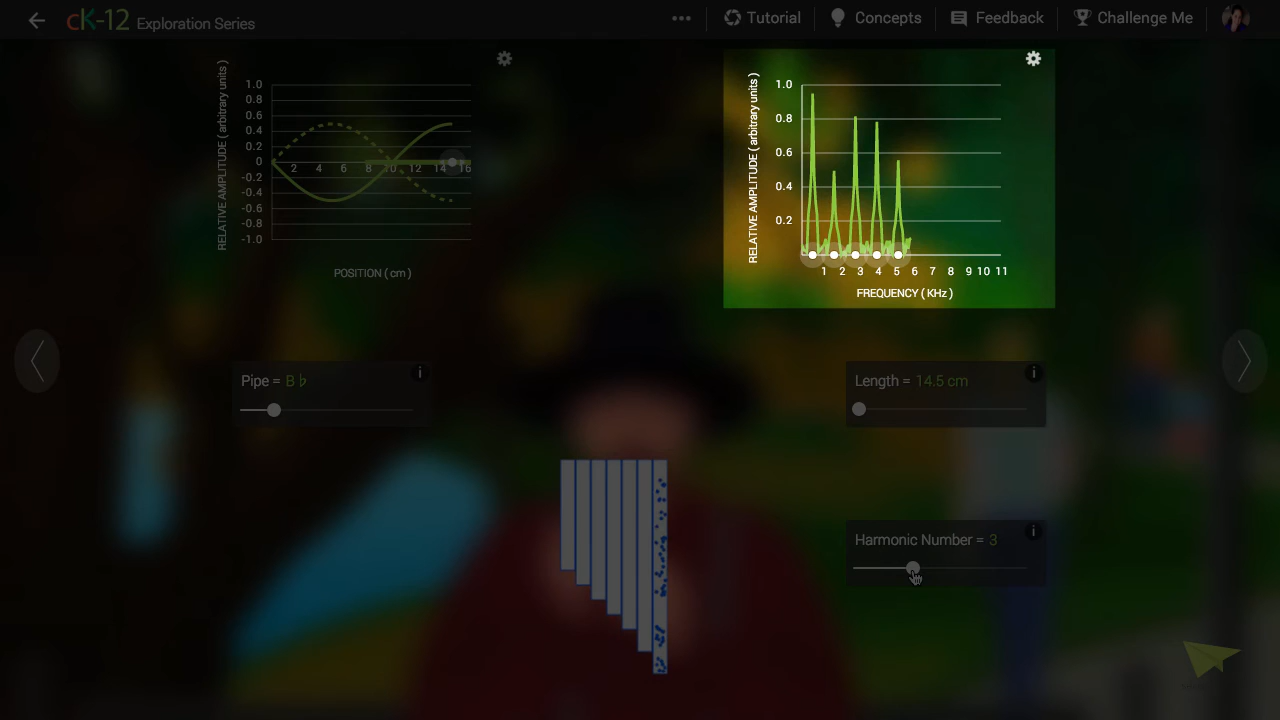 cK-12 Exploration Series
Tutorial
Concepts
Feedback
Challenge Me
RELATIVE AMPLITUDE ( arbitrary units )
1.0
0.8
0.6
0.4
0.2
0
-0.2
-0.4
-0.6
-0.8
-1.0
2 4 6 8 10 12 14 16
POSITION ( cm )
RELATIVE AMPLITUDE ( arbitrary units )
1.0
0.8
0.6
0.4
0.2
1 2 3 4 5 6 7 8 9 10 11
FREQUENCY ( KHz )
Pipe = B ♭
i
Length = 14.5 cm
i
Harmonic Number = 3
i